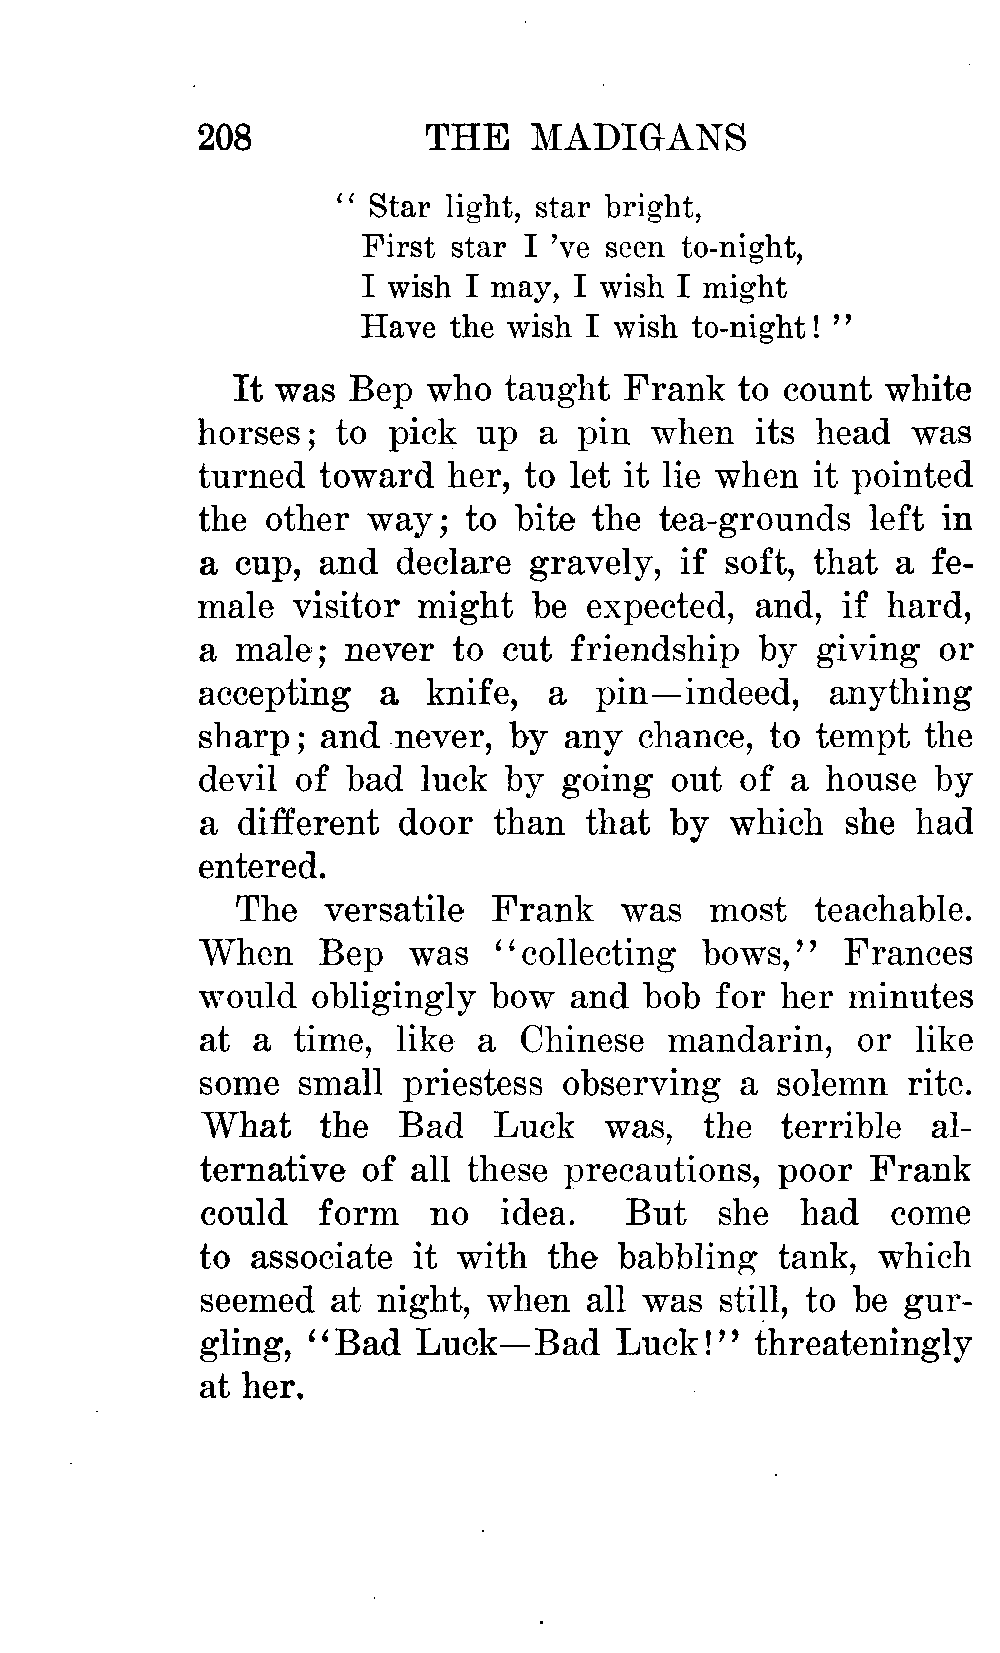 208 THE MADIGANS
“ Star light, star bright,
First star I ’ve seen to-night,
I wish I may, I wish I might
Have the wish I wish to-night! ”
It was Bep who taught Frank to count white
horses; to pick up a pin when its head was
turned toward her, to let it lie when it pointed
the other way; to bite the tea-grounds left in
a cup, and declare gravely, if soft, that a fe-
male visitor might be expected, and, if hard,
a male; never to cut friendship by giving or
accepting a knife, a pin—indeed, anything
sharp; and never, by any chance, to tempt the
devil of bad luck by going out of a house by
a different door than that by which she had
entered.
The versatile Frank was most teachable.
When Bep was “collecting bows,” Frances
would obligingly bow and bob for her minutes
at a time, like a Chinese mandarin, or like
some small priestess observing a solemn rite.
What the Bad Luck was, the terrible al-
ternative of all these precautions, poor Frank
could form no idea. But she had come
to associate it with the babbling tank, which
seemed at night, when all was still, to be gur-
gling, “Bad Luck—Bad Luck!” threateningly
at her.